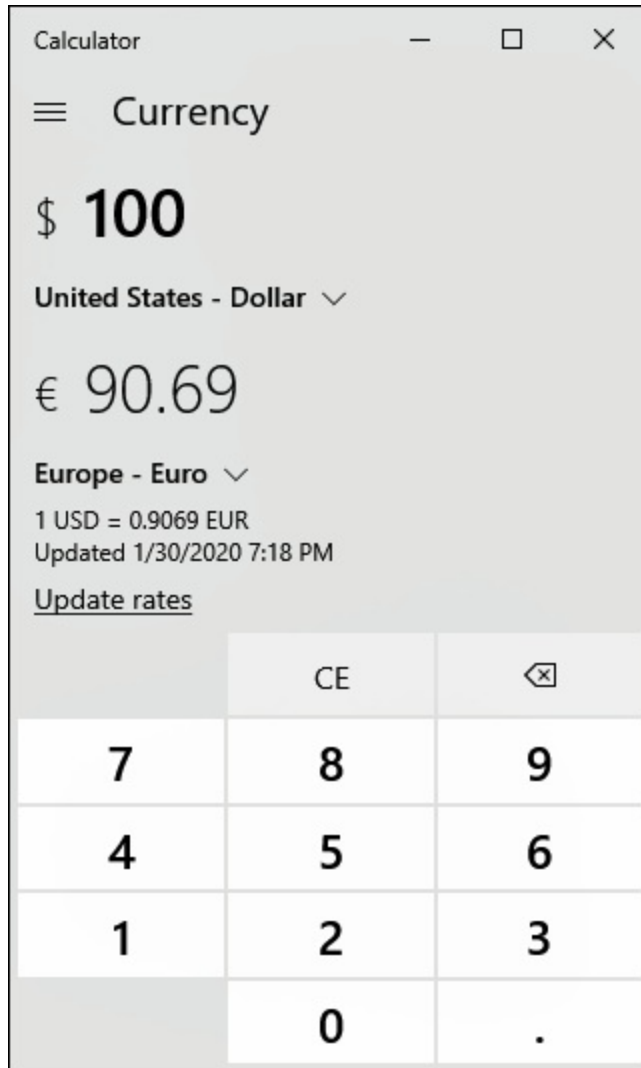 Calculator
Currency
$ 100
United States - Dollar
€ 90.69
Europe - Euro
1 USD = 0.9069 EUR
Updated 1/30/2020 7:18 PM
Update rates
CE
7 8 9
4 5 6
1 2 3
0 .